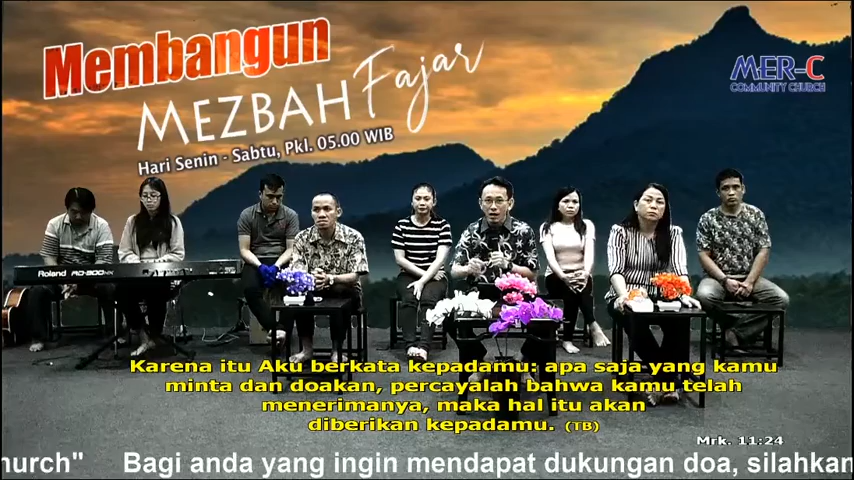 Membangun
MEZBAH Fajar
Hari Senin - Sabtu, Pkl. 05.00 WIB
MER-C
COMMUNITY CHURCH
Roland
Karena itu Aku berkata kepadamu: apa saja yang kamu
minta dan doakan, percayalah bahwa kamu telah
menerimanya, maka hal itu akan
diberikan kepadamu. (TB)
Mrk. 11:24
hurch" Bagi anda yang ingin mendapat dukungan doa, silahkan